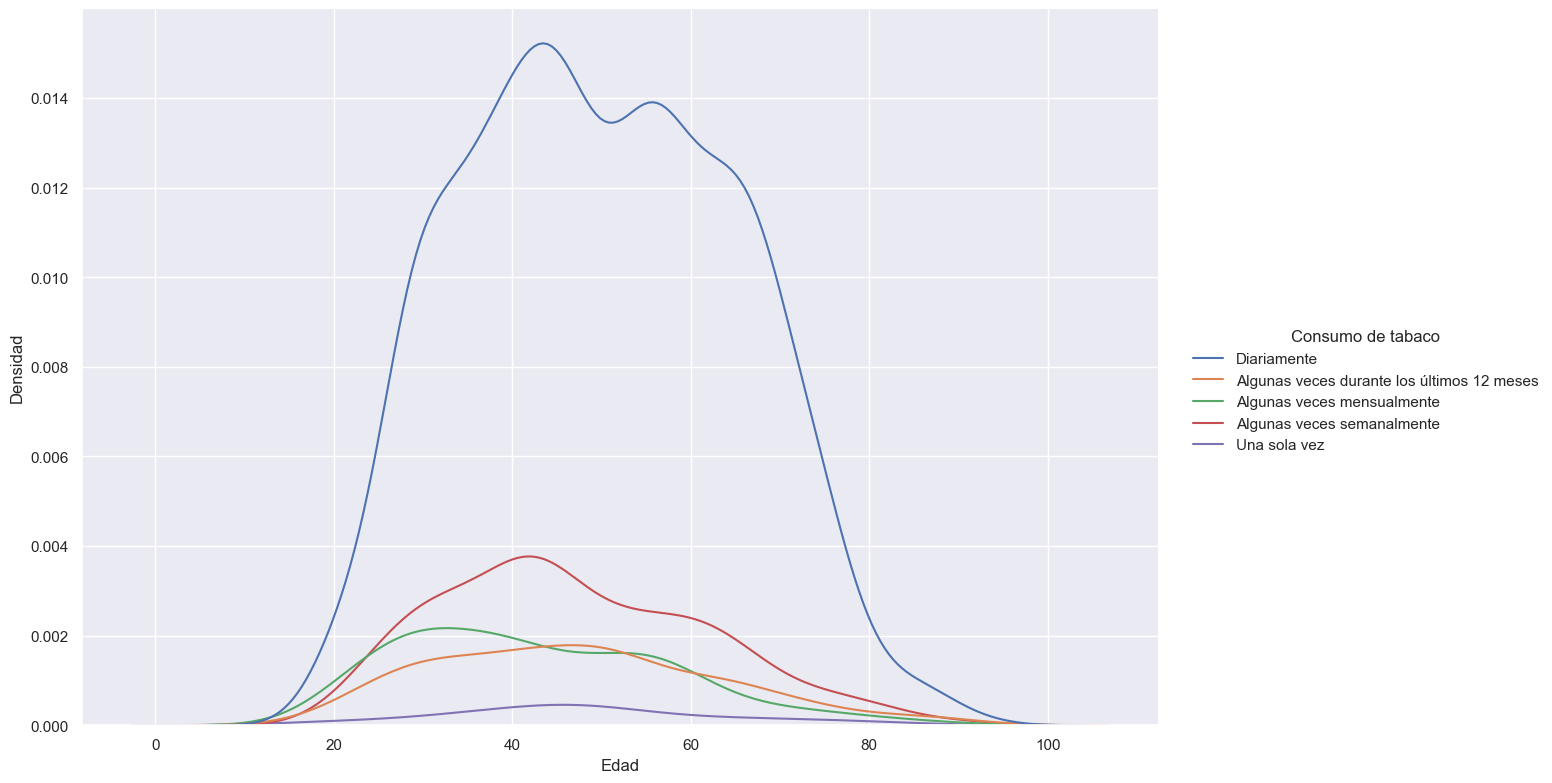 0.014
0.012
0.010
0.008
0.006
0.004
0.002
0.000
Densidad
0 20 40 60 80 100
Edad
Consumo de tabaco
Diariamente
Algunas veces durante los últimos 12 meses
Algunas veces mensualmente
Algunas veces semanalmente
Una sola vez